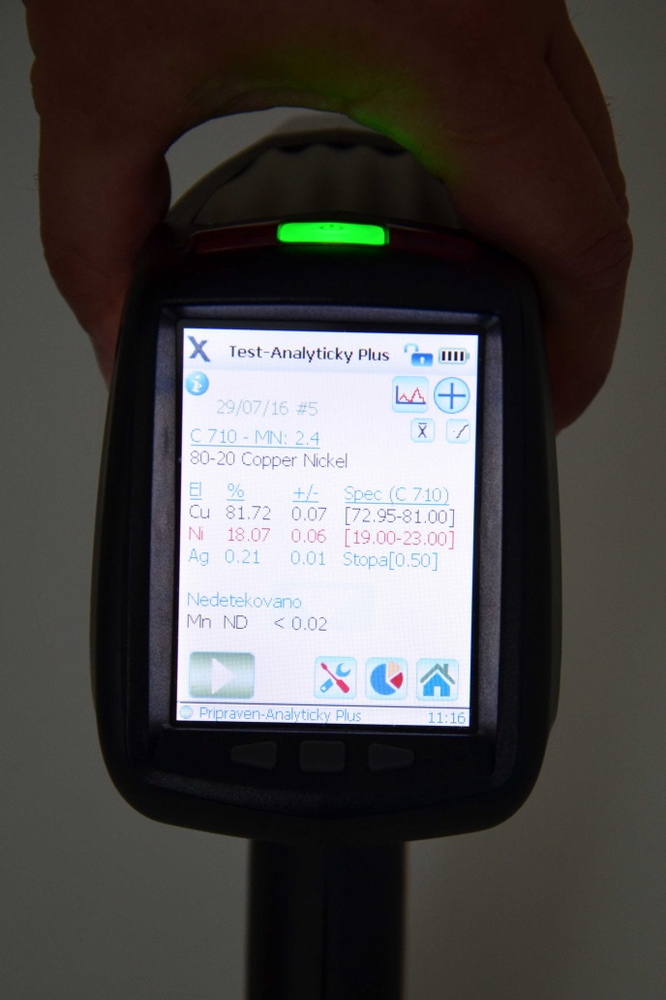 X Test-Analyticky Plus
29/07/16 #5
C 710 - MN: 2.4
80-20 Copper Nickel
El % +/- Spec (C 710)
Cu 81.72 0.07 [72.95-81.00]
Ni 18.07 0.06 [19.00-23.00]
Ag 0.21 0.01 Stopa[0.50]
Nedetekovano
Mn ND < 0.02
Pripraven-Analyticky Plus 11:16